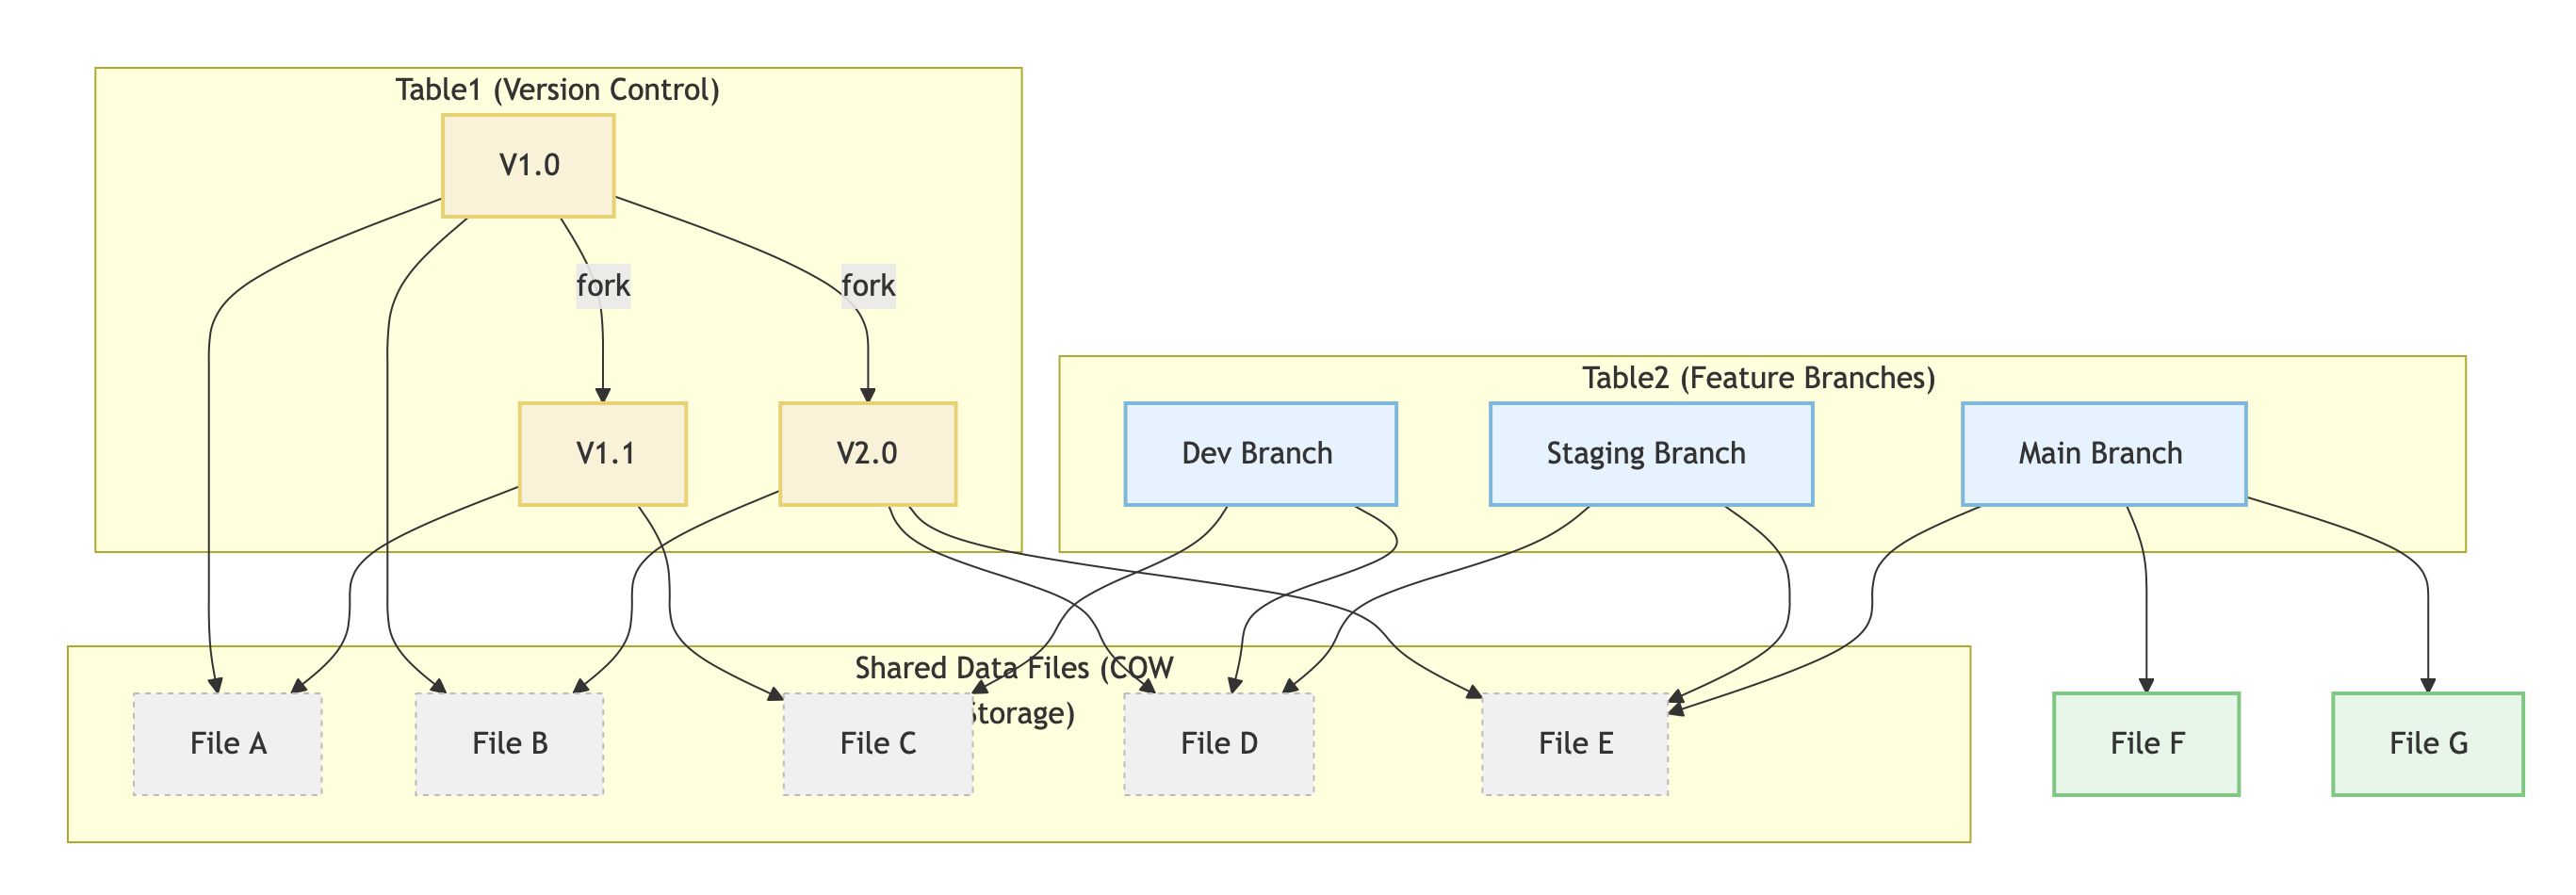 Table1 (Version Control)
V1.0
fork
fork
Table2 (Feature Branches)
V1.1
V2.0
Dev Branch
Staging Branch
Main Branch
Shared Data Files (COW
Storage)
File A
File B
File C
File D
File E
File F
File G